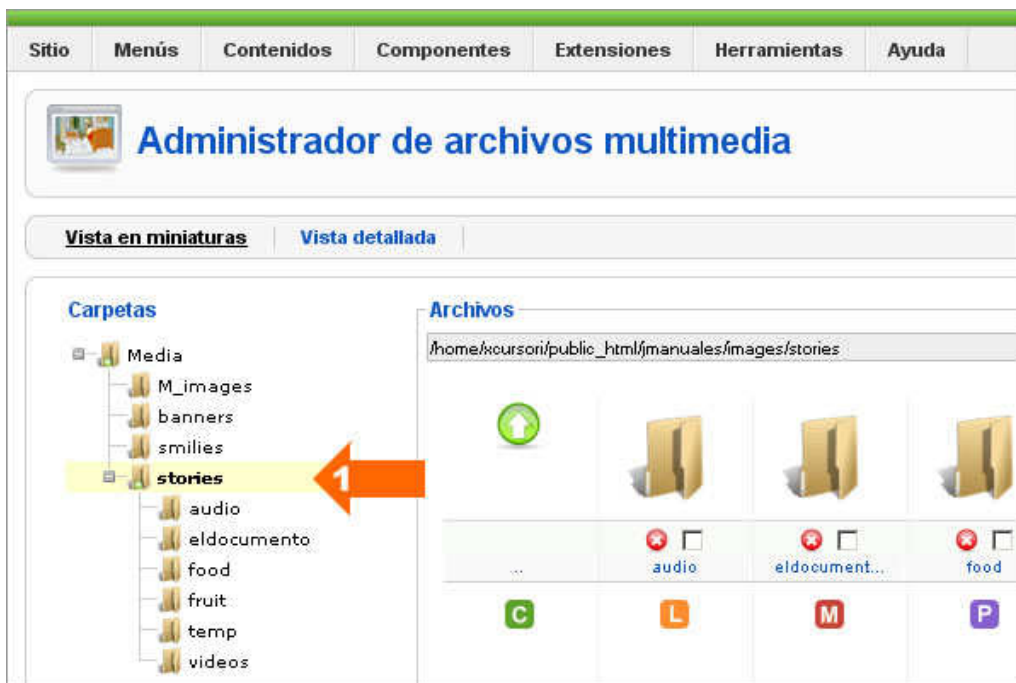 Sitio Menús Contenidos Componentes Extensiones Herramientas Ayuda
Administrador de archivos multimedia
Vista en miniaturas Vista detallada
Carpetas
Media
M_images
banners
smilies
stories
1
audio
eldocumento
food
fruit
temp
videos
Archivos
/home/xcursori/public_html/jmanuales/images/stories
... audio eldocument... food
C L M P